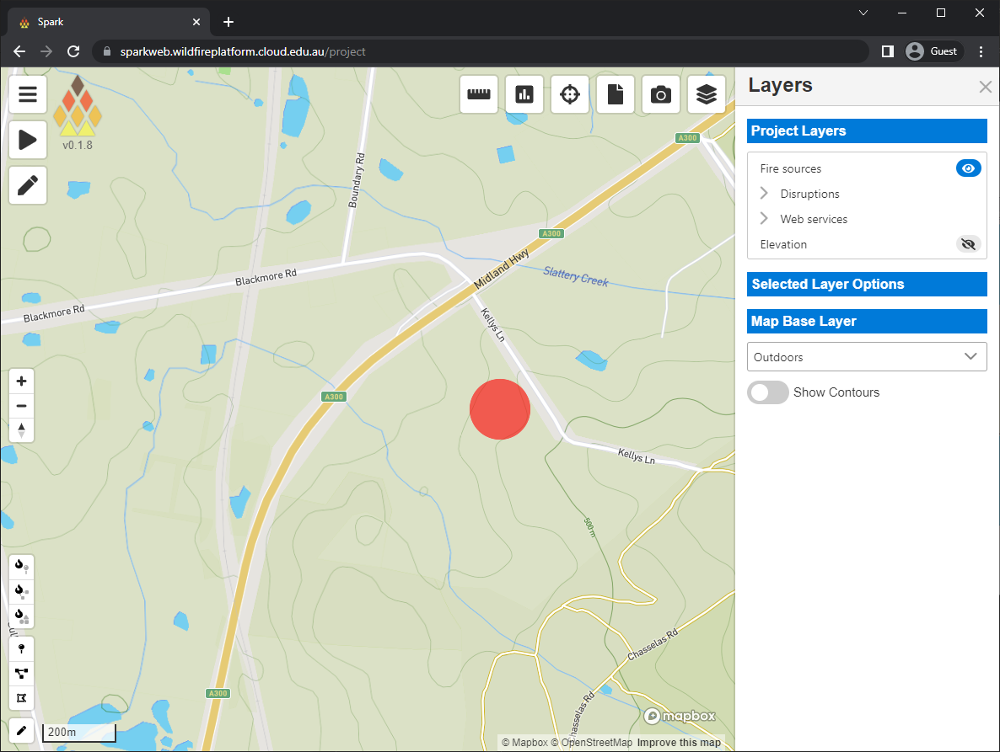 Spark
sparkweb.wildfireplatform.cloud.edu.au/project
Guest
v0.1.8
Layers
Project Layers
Fire sources
Disruptions
Web services
Elevation
Selected Layer Options
Map Base Layer
Outdoors
Show Contours
A300
Boundary Rd
A300
Midland Hwy
Slattery Creek
Blackmore Rd
Blackmore Rd
Kellys Ln
A300
Kellys Ln
500m
Chasselas Rd
A300
Chasselas Rd
mapbox
200m
© Mapbox © OpenStreetMap Improve this map